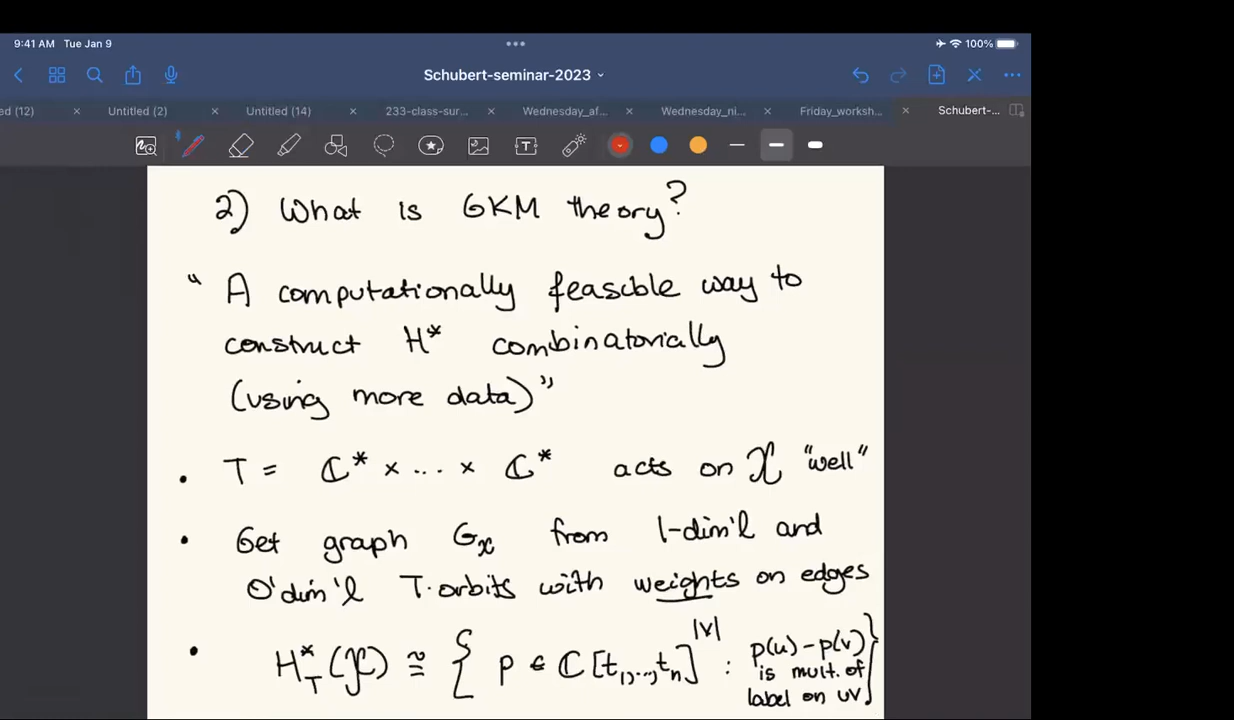 9:41 AM Tue Jan 9
100%
Schubert-seminar-2023
ed (12)
Untitled (2)
Untitled (14)
233-class-sur...
Wednesday_af...
Wednesday_ni...
Friday_worksh...
Schubert-...
2) What is GKM theory?
" A computationally feasible way to
construct H* combinatorially
(using more data)"
• T = ℂ* × ... × ℂ* acts on X "well"
• Get graph G_X from 1-dim'l and
0'dim'l T-orbits with weights on edges
• H*_T(X) ≅ { p ∈ ℂ[t_1,...,t_n]^|V| : p(u) - p(v) is mult. of label on uv }